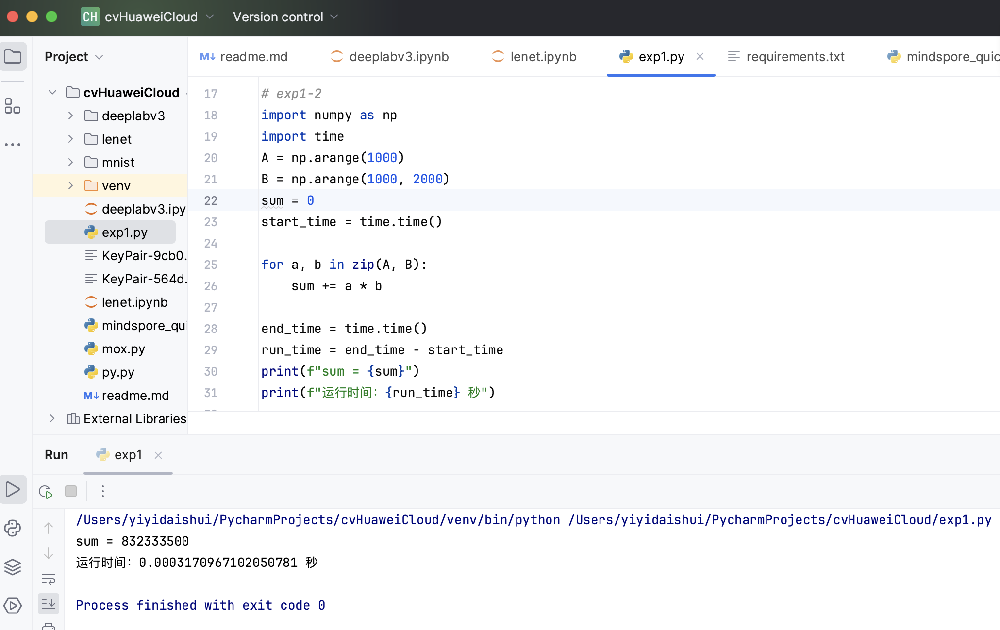 CH cvHuaweiCloud Version control
Project
readme.md deeplabv3.ipynb lenet.ipynb exp1.py requirements.txt mindspore_quic
cvHuaweiCloud
deeplabv3
lenet
mnist
venv
deeplabv3.ipy
exp1.py
KeyPair-9cb0.
KeyPair-564d.
lenet.ipynb
mindspore_qui
mox.py
py.py
M↓ readme.md
External Libraries
17 # exp1-2
18 import numpy as np
19 import time
20 A = np.arange(1000)
21 B = np.arange(1000, 2000)
22 sum = 0
23 start_time = time.time()
24
25 for a, b in zip(A, B):
26     sum += a * b
27
28 end_time = time.time()
29 run_time = end_time - start_time
30 print(f"sum = {sum}")
31 print(f"运行时间：{run_time} 秒")
Run exp1
/Users/yiyidaishui/PycharmProjects/cvHuaweiCloud/venv/bin/python /Users/yiyidaishui/PycharmProjects/cvHuaweiCloud/exp1.py
sum = 832333500
运行时间：0.0003170967102050781 秒
Process finished with exit code 0